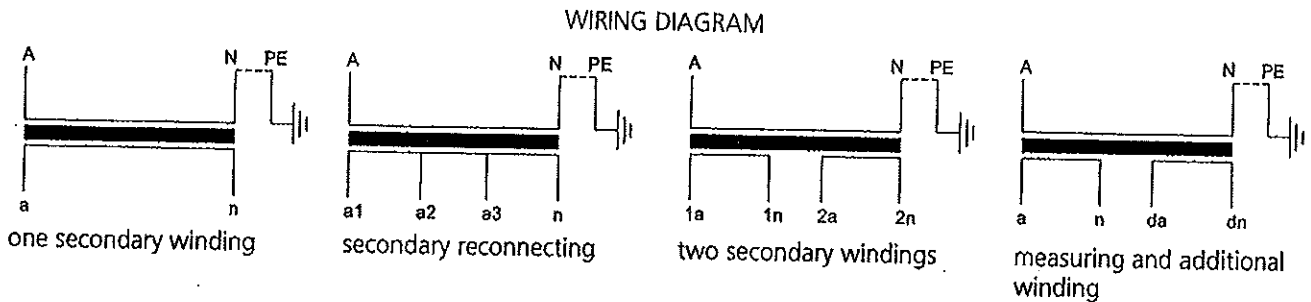 WIRING DIAGRAM
A N PE
a n
one secondary winding
A N PE
a1 a2 a3 n
secondary reconnecting
A N PE
1a 1n 2a 2n
two secondary windings
A N PE
a n da dn
measuring and additional
winding